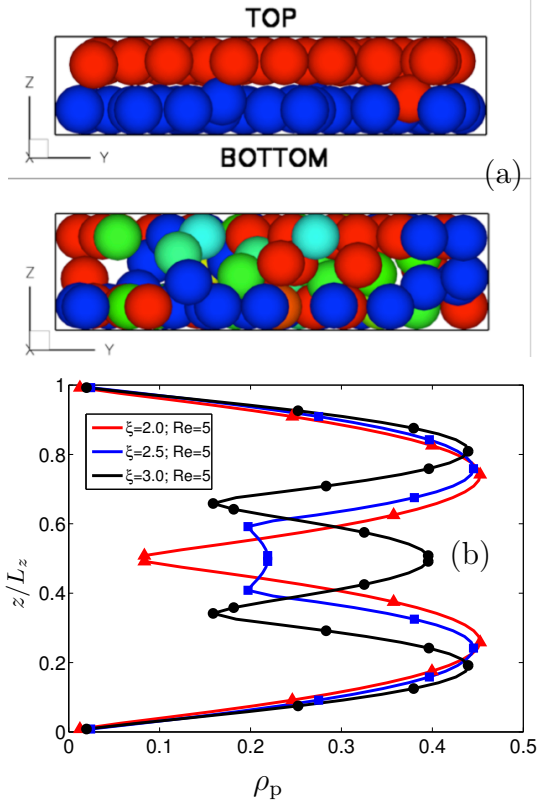 TOP
Z
X
Y
BOTTOM
(a)
Z
X
Y
1
0.8
0.6
0.4
0.2
0
z/L_z
ξ=2.0; Re=5
ξ=2.5; Re=5
ξ=3.0; Re=5
(b)
0 0.1 0.2 0.3 0.4 0.5
ρ_p